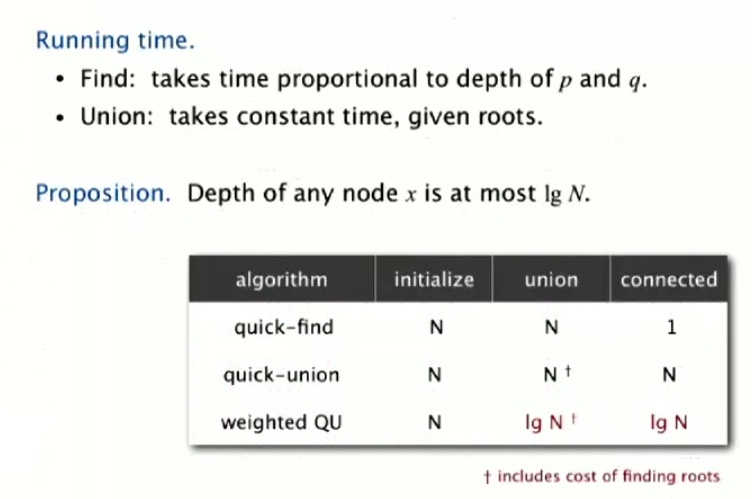 Running time.
• Find: takes time proportional to depth of p and q.
• Union: takes constant time, given roots.
Proposition. Depth of any node x is at most lg N.
algorithm initialize union connected
quick-find N N 1
quick-union N N † N
weighted QU N lg N † lg N
† includes cost of finding roots